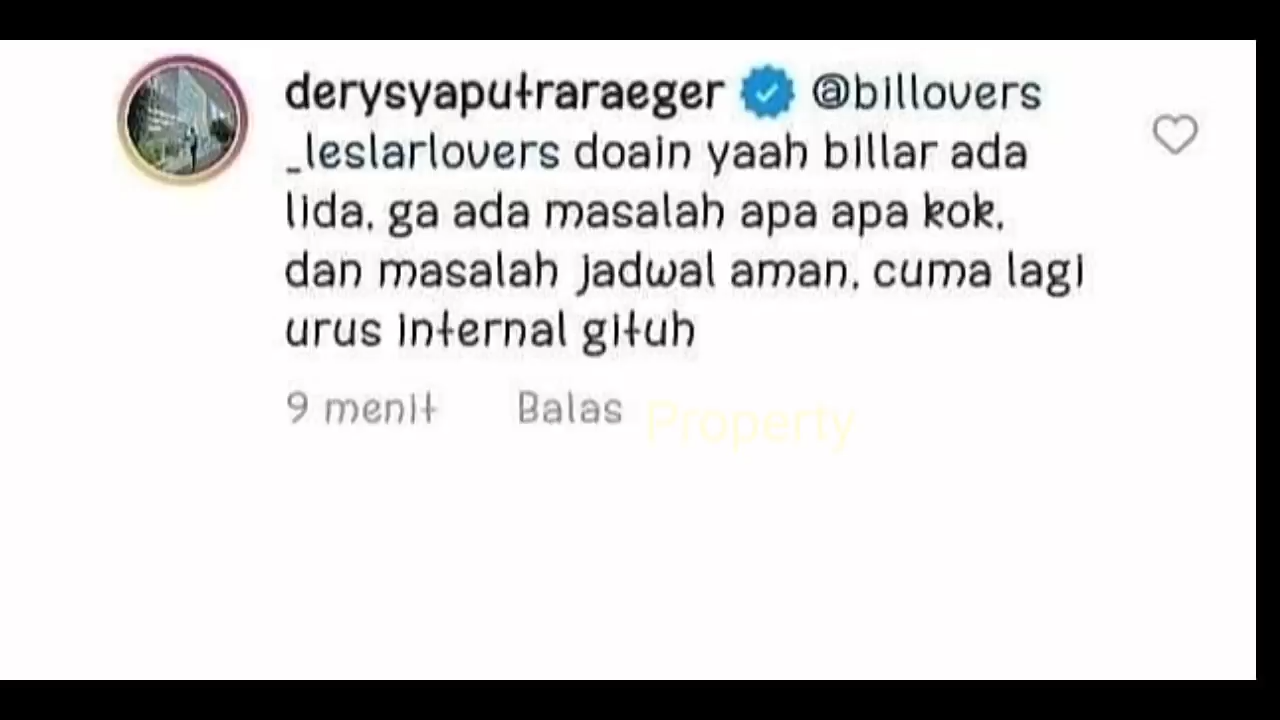 derysyaputraraeger @billovers
_leslarlovers doain yaah billar ada
lida, ga ada masalah apa apa kok,
dan masalah jadwal aman, cuma lagi
urus internal gituh
9 menit Balas
Property